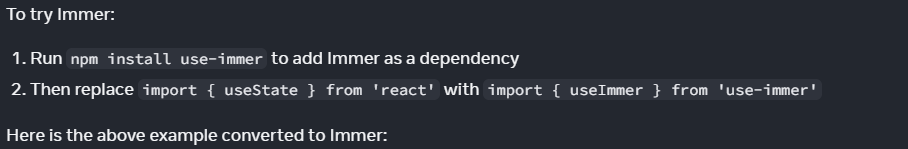 To try Immer:
1. Run npm install use-immer to add Immer as a dependency
2. Then replace import { useState } from 'react' with import { useImmer } from 'use-immer'
Here is the above example converted to Immer: